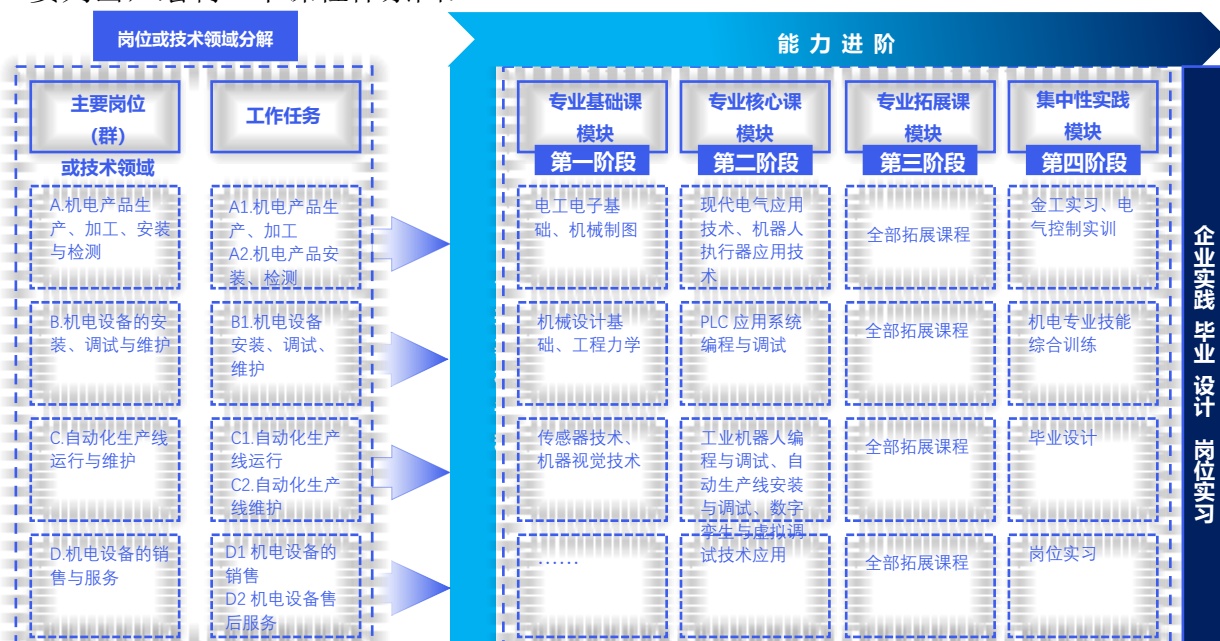 岗位或技术领域分解
能力进阶
主要岗位
（群）
或技术领域
工作任务
专业基础课
模块
第一阶段
专业核心课
模块
第二阶段
专业拓展课
模块
第三阶段
集中性实践
模块
第四阶段
A.机电产品生
产、加工、安装
与检测
A1.机电产品生
产、加工
A2.机电产品安
装、检测
电工电子基
础、机械制图
现代电气应用
技术、机器人
执行器应用技
术
全部拓展课程
金工实习、电
气控制实训
B.机电设备的安
装、调试与维护
B1.机电设备
安装、调试、
维护
机械设计基
础、工程力学
PLC 应用系统
编程与调试
全部拓展课程
机电专业技能
综合训练
C.自动化生产线
运行与维护
C1.自动化生产
线运行
C2.自动化生产
线维护
传感器技术、
机器视觉技术
工业机器人编
程与调试、自
动生产线安装
与调试、数字
孪生与虚拟调
试技术应用
全部拓展课程
毕业设计
D.机电设备的销
售与服务
D1 机电设备的
销售
D2 机电设备售
后服务
……
全部拓展课程
岗位实习
企业实践 毕业 设计 岗位实习